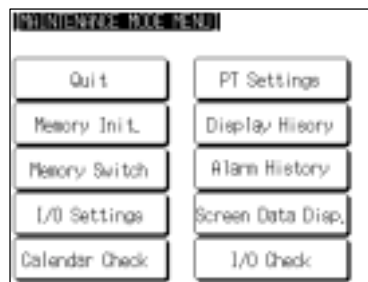 [MAINTENANCE MODE MENU]
Quit
PT Settings
Memory Init.
Display Hisory
Memory Switch
Alarm History
I/O Settings
Screen Data Disp.
Calendar Check
I/O Check